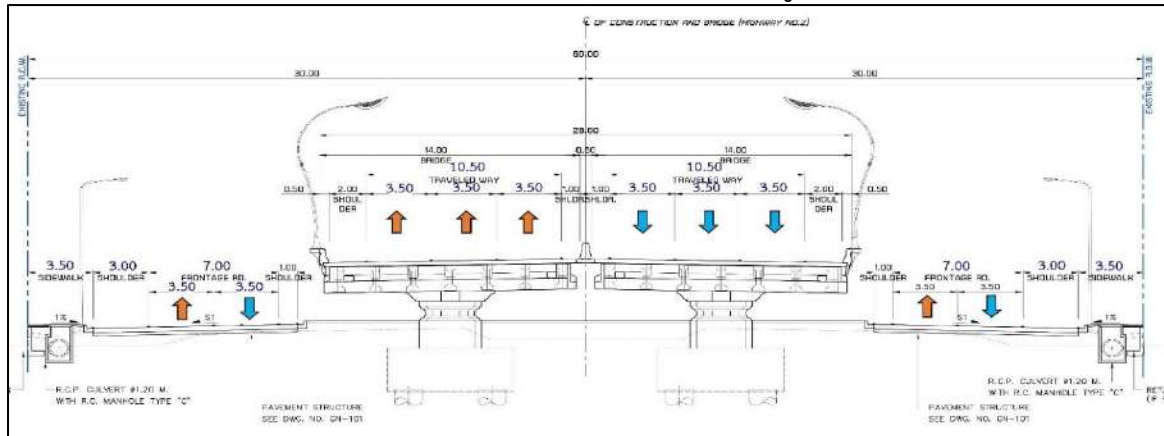 ₵ OF CONSTRUCTION AND BRIDGE (HIGHWAY NO.2)
60.00
30.00 30.00
EXISTING R.O.W. EXISTING R.O.W.
28.00
14.00 0.60 14.00
BRIDGE BRIDGE
10.50 10.50
TRAVELED WAY TRAVELED WAY
0.50 2.00 3.50 3.50 3.50 1.00 1.00 3.50 3.50 3.50 2.00 0.50
SHOUL SHLDR. SHLDR. SHOUL
DER DER
3.50 3.00 7.00 1.00 1.00 7.00 3.00 3.50
SIDEWALK SHOULDER FRONTAGE RD. SHOULDER SHOULDER FRONTAGE RD. SHOULDER SIDEWALK
3.50 3.50 3.50 3.50
1% S1 S1 1%
R.C.P. CULVERT Ø1.20 M.
WITH R.C. MANHOLE TYPE "C"
R.C.P. CULVERT Ø1.20 M.
WITH R.C. MANHOLE TYPE "C"
PAVEMENT STRUCTURE
SEE DWG. NO. GN-101
PAVEMENT STRUCTURE
SEE DWG. NO. GN-101